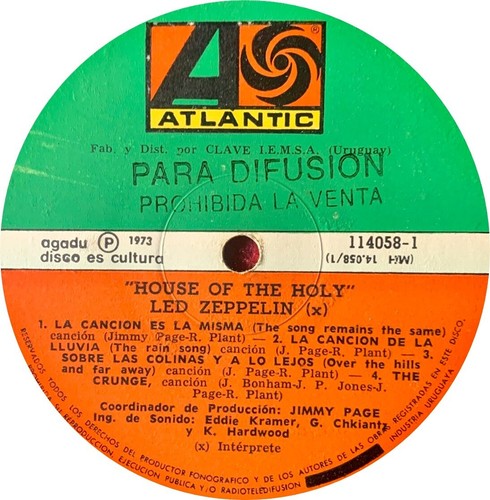 ATLANTIC
Fab. y Dist. por CLAVE I.E.M.S.A. (Uruguay)
PARA DIFUSION
PROHIBIDA LA VENTA
agadu P 1973
disco es cultura
114058-1
(MH 14.058/1)
"HOUSE OF THE HOLY"
LED ZEPPELIN (x)
1. LA CANCION ES LA MISMA (The song remains the same)
canción (Jimmy Page-R. Plant) — 2. LA CANCION DE LA
LLUVIA (The rain song) canción (J. Page-R. Plant) — 3.
SOBRE LAS COLINAS Y A LO LEJOS (Over the hills
and far away) canción (J. Page-R. Plant) — 4. THE
CRUNGE, canción (J. Bonham-J. P. Jones-J.
Page-R. Plant)
Coordinador de Producción: JIMMY PAGE
Ing. de Sonido: Eddie Kramer, G. Chkiantz
y K. Hardwood
(x) Intérprete
RESERVADOS TODOS LOS DERECHOS DEL PRODUCTOR FONOGRAFICO Y DE LOS AUTORES DE LAS OBRAS REGISTRADAS EN ESTE DISCO.
REPRODUCCION, EJECUCION PUBLICA Y/O RADIOTELEDIFUSION
INDUSTRIA URUGUAYA